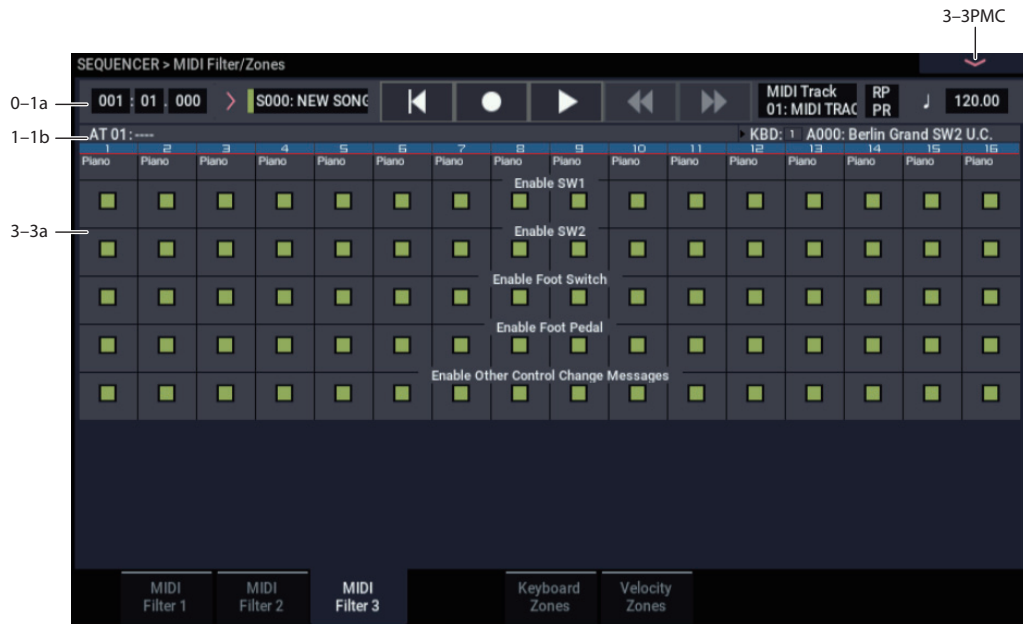 3–3PMC
SEQUENCER > MIDI Filter/Zones
0–1a
001 : 01 . 000 S000: NEW SONG MIDI Track RP ♩ 120.00
01: MIDI TRAC PR
1–1b
AT 01:---- KBD: 1 A000: Berlin Grand SW2 U.C.
1 2 3 4 5 6 7 8 9 10 11 12 13 14 15 16
Piano Piano Piano Piano Piano Piano Piano Piano Piano Piano Piano Piano Piano Piano Piano Piano
Enable SW1
3–3a
Enable SW2
Enable Foot Switch
Enable Foot Pedal
Enable Other Control Change Messages
MIDI Filter 1
MIDI Filter 2
MIDI Filter 3
Keyboard Zones
Velocity Zones